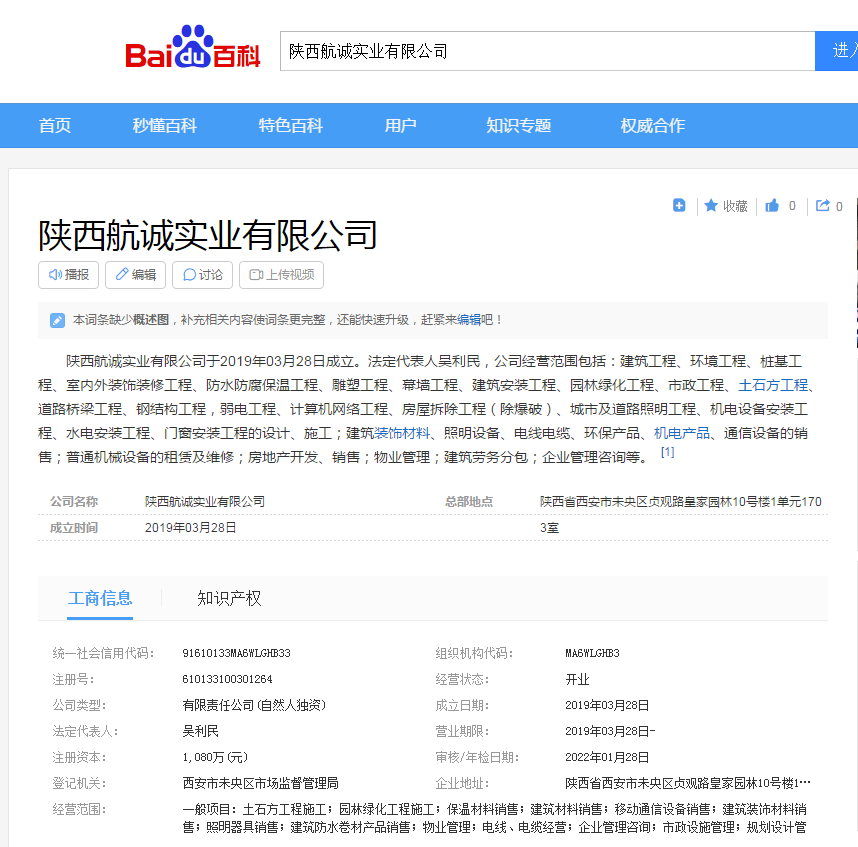 Bai du 百科
陕西航诚实业有限公司
进入
首页 秒懂百科 特色百科 用户 知识专题 权威合作
收藏 0 0
陕西航诚实业有限公司
播报 编辑 讨论 上传视频
本词条缺少概述图，补充相关内容使词条更完整，还能快速升级，赶紧来编辑吧！
陕西航诚实业有限公司于2019年03月28日成立。法定代表人吴利民，公司经营范围包括：建筑工程、环境工程、桩基工
程、室内外装饰装修工程、防水防腐保温工程、雕塑工程、幕墙工程、建筑安装工程、园林绿化工程、市政工程、土石方工程、
道路桥梁工程、钢结构工程，弱电工程、计算机网络工程、房屋拆除工程（除爆破）、城市及道路照明工程、机电设备安装工
程、水电安装工程、门窗安装工程的设计、施工；建筑装饰材料、照明设备、电线电缆、环保产品、机电产品、通信设备的销
售；普通机械设备的租赁及维修；房地产开发、销售；物业管理；建筑劳务分包；企业管理咨询等。 [1]
公司名称 陕西航诚实业有限公司 总部地点 陕西省西安市未央区贞观路皇家园林10号楼1单元170
成立时间 2019年03月28日 3室
工商信息 知识产权
统一社会信用代码： 91610133MA6WLGHB33 组织机构代码： MA6WLGHB3
注册号： 610133100301264 经营状态： 开业
公司类型： 有限责任公司(自然人独资) 成立日期： 2019年03月28日
法定代表人： 吴利民 营业期限： 2019年03月28日-
注册资本： 1,080万(元) 审核/年检日期： 2022年01月28日
登记机关： 西安市未央区市场监督管理局 企业地址： 陕西省西安市未央区贞观路皇家园林10号楼1…
经营范围： 一般项目：土石方工程施工；园林绿化工程施工；保温材料销售；建筑材料销售；移动通信设备销售；建筑装饰材料销
售；照明器具销售；建筑防水卷材产品销售；物业管理；电线、电缆经营；企业管理咨询；市政设施管理；规划设计管